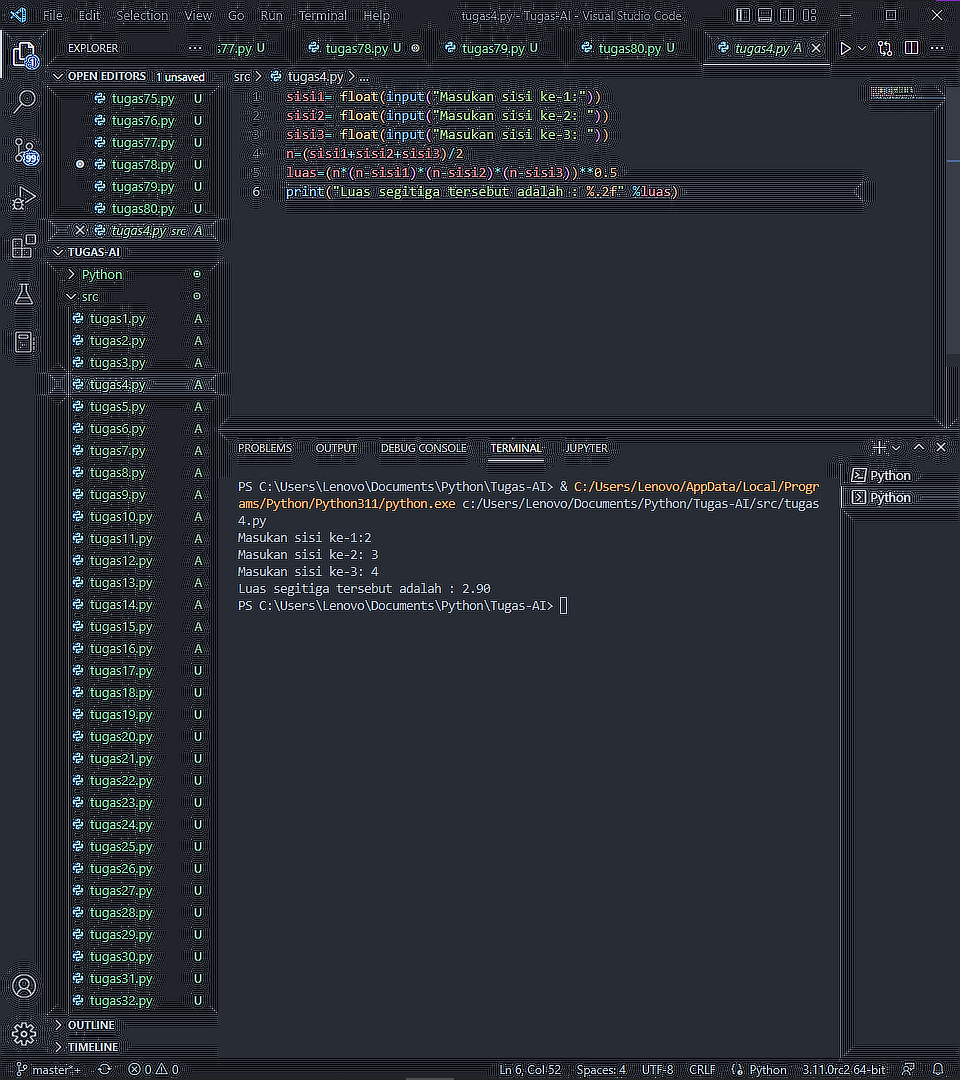 File Edit Selection View Go Run Terminal Help tugas4.py - Tugas-AI - Visual Studio Code
EXPLORER ... s77.py U tugas78.py U tugas79.py U tugas80.py U tugas4.py A
OPEN EDITORS 1 unsaved
src > tugas4.py > ...
tugas75.py U
tugas76.py U
tugas77.py U
tugas78.py U
tugas79.py U
tugas80.py U
tugas4.py src A
1 sisi1= float(input("Masukan sisi ke-1:"))
2 sisi2= float(input("Masukan sisi ke-2: "))
3 sisi3= float(input("Masukan sisi ke-3: "))
4 n=(sisi1+sisi2+sisi3)/2
5 luas=(n*(n-sisi1)*(n-sisi2)*(n-sisi3))**0.5
6 print("Luas segitiga tersebut adalah : %.2f" %luas)
TUGAS-AI
Python
src
tugas1.py A
tugas2.py A
tugas3.py A
tugas4.py A
tugas5.py A
tugas6.py A
tugas7.py A
tugas8.py A
tugas9.py A
tugas10.py A
tugas11.py A
tugas12.py A
tugas13.py A
tugas14.py A
tugas15.py A
tugas16.py A
tugas17.py U
tugas18.py U
tugas19.py U
tugas20.py U
tugas21.py U
tugas22.py U
tugas23.py U
tugas24.py U
tugas25.py U
tugas26.py U
tugas27.py U
tugas28.py U
tugas29.py U
tugas30.py U
tugas31.py U
tugas32.py U
OUTLINE
TIMELINE
1
99
PROBLEMS OUTPUT DEBUG CONSOLE TERMINAL JUPYTER
PS C:\Users\Lenovo\Documents\Python\Tugas-AI> & C:/Users/Lenovo/AppData/Local/Progr
ams/Python/Python311/python.exe c:/Users/Lenovo/Documents/Python/Tugas-AI/src/tugas
4.py
Masukan sisi ke-1:2
Masukan sisi ke-2: 3
Masukan sisi ke-3: 4
Luas segitiga tersebut adalah : 2.90
PS C:\Users\Lenovo\Documents\Python\Tugas-AI>
Python
Python
master*+ 0 0 Ln 6, Col 52 Spaces: 4 UTF-8 CRLF Python 3.11.0rc2 64-bit